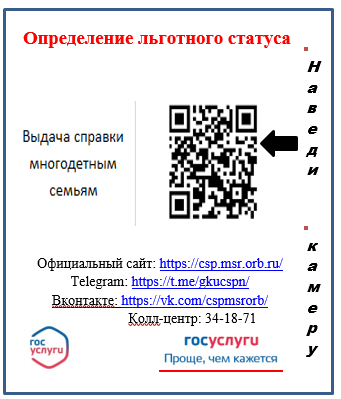 Определение льготного статуса
Выдача справки
многодетным
семьям
Наведи
камеру
Официальный сайт: https://csp.msr.orb.ru/
Telegram: https://t.me/gkucspn/
Вконтакте: https://vk.com/cspmsrorb/
Колл-центр: 34-18-71
гос
услуги
госуслуги
Проще, чем кажется